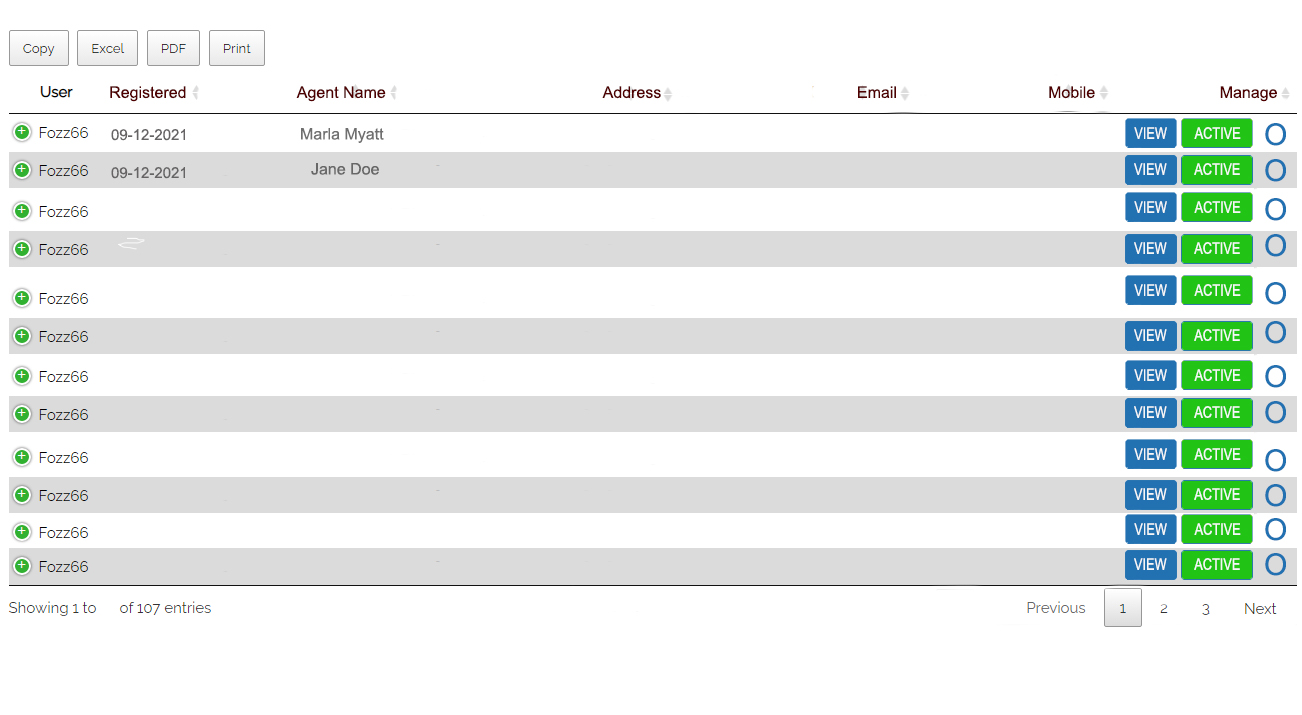 Copy Excel PDF Print
User Registered Agent Name Address Email Mobile Manage
Fozz66 09-12-2021 Marla Myatt VIEW ACTIVE O
Fozz66 09-12-2021 Jane Doe VIEW ACTIVE O
Fozz66 VIEW ACTIVE O
Fozz66 VIEW ACTIVE O
Fozz66 VIEW ACTIVE O
Fozz66 VIEW ACTIVE O
Fozz66 VIEW ACTIVE O
Fozz66 VIEW ACTIVE O
Fozz66 VIEW ACTIVE O
Fozz66 VIEW ACTIVE O
Fozz66 VIEW ACTIVE O
Fozz66 VIEW ACTIVE O
Showing 1 to of 107 entries Previous 1 2 3 Next